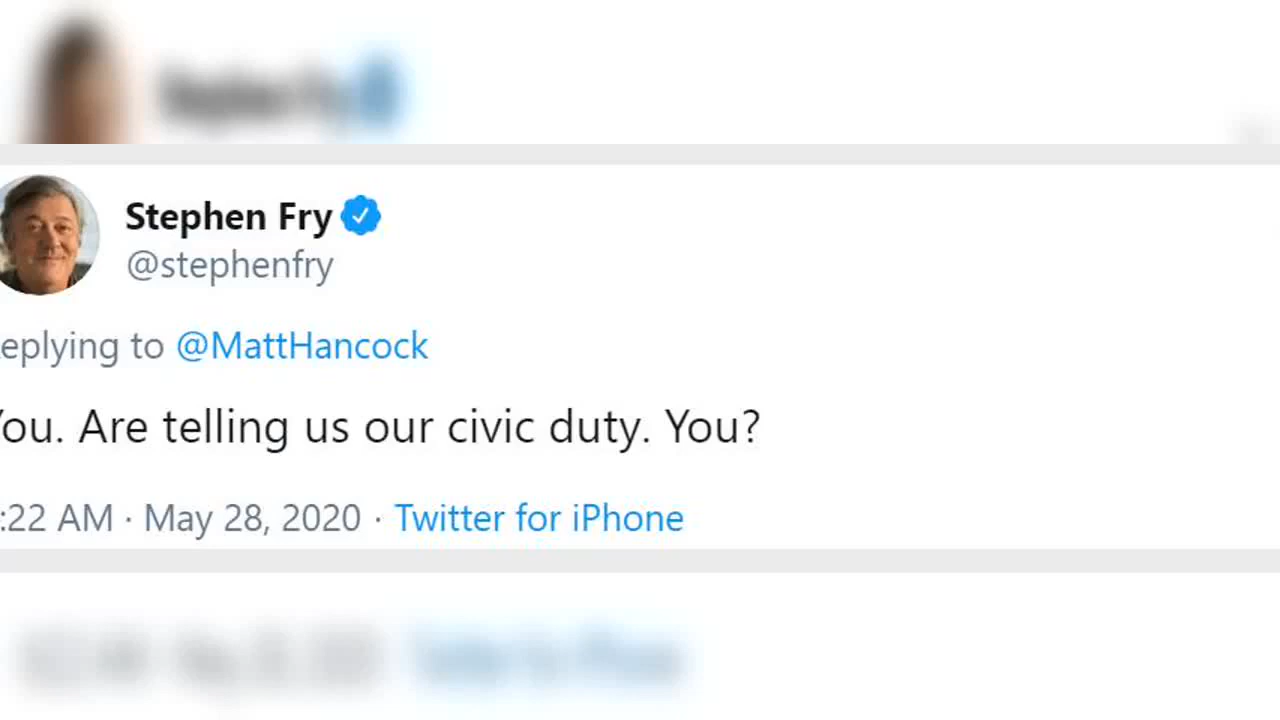 Stephen Fry
@stephenfry
eplying to @MattHancock
You. Are telling us our civic duty. You?
:22 AM · May 28, 2020 · Twitter for iPhone